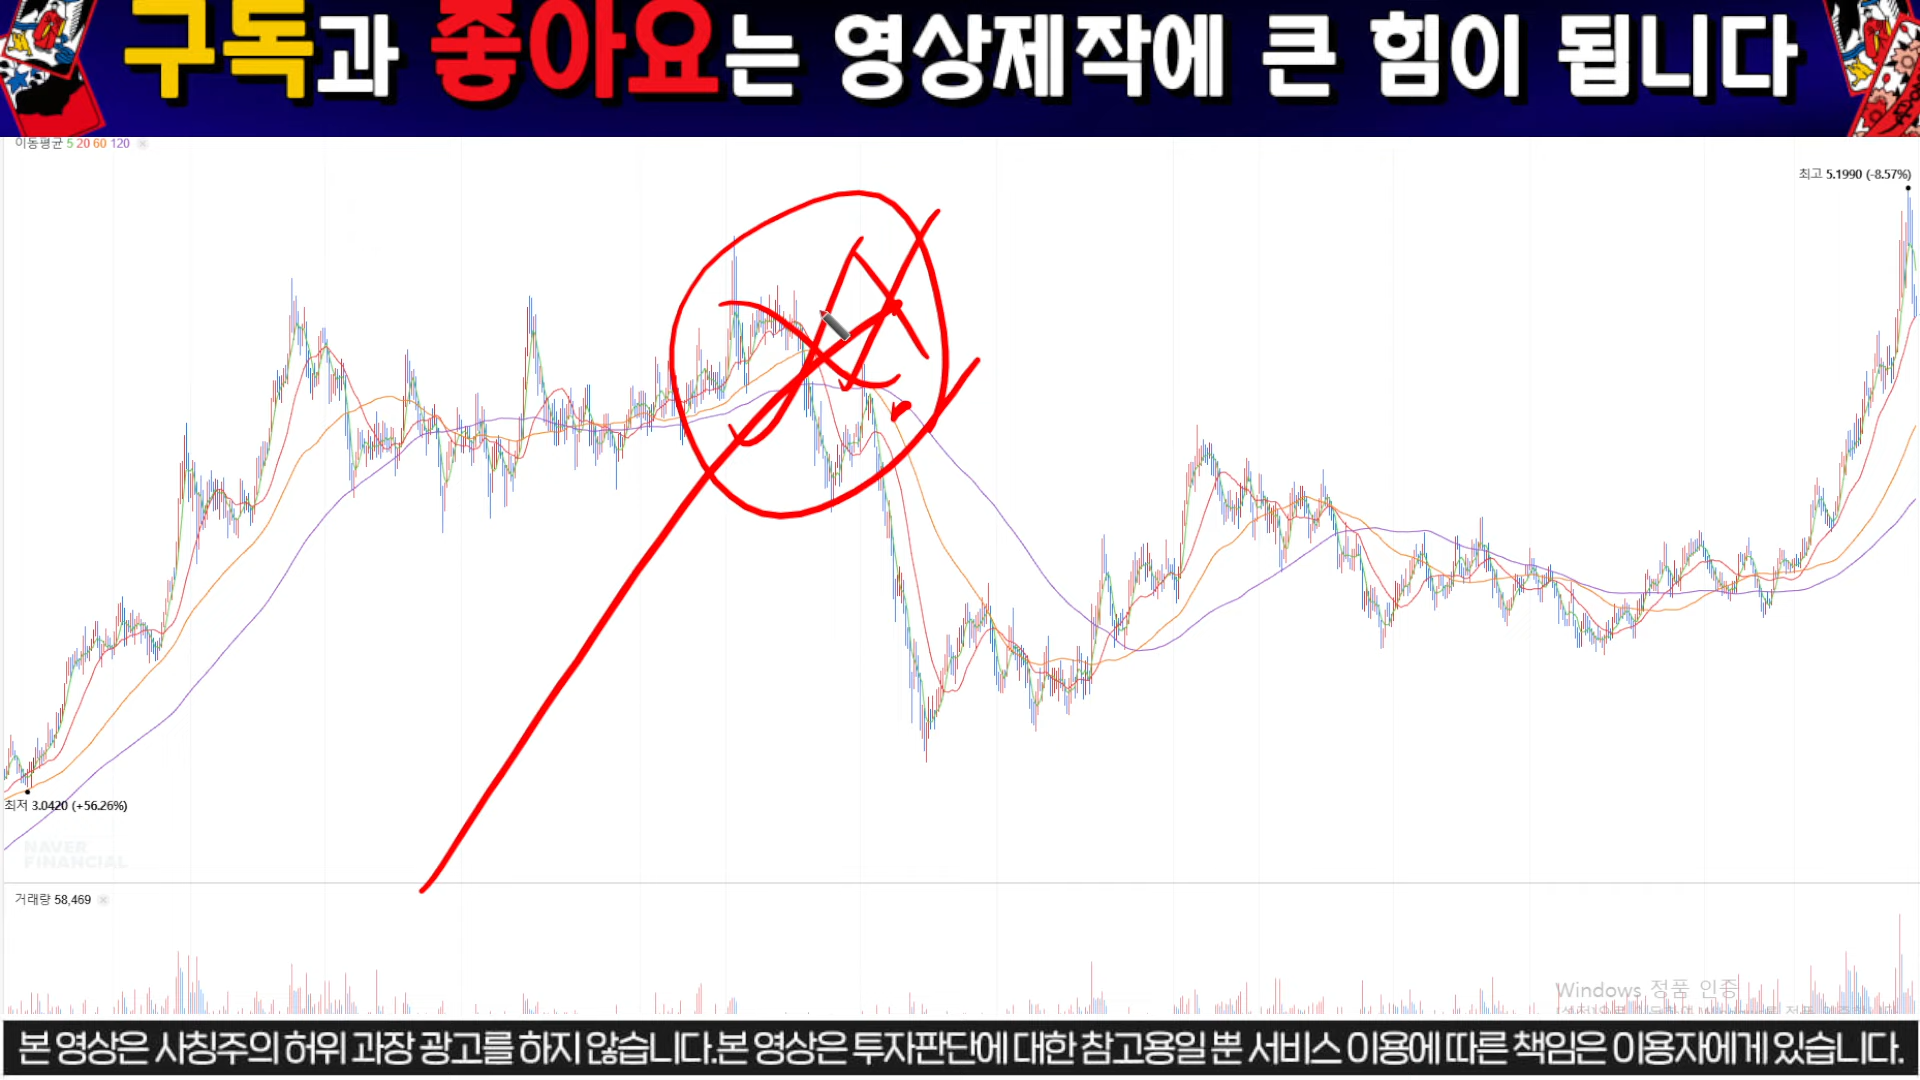 구독과 좋아요는 영상제작에 큰 힘이 됩니다
이동평균 5 20 60 120
최고 5.1990 (-8.57%)
최저 3.0420 (+56.26%)
NAVER
FINANCIAL
거래량 58,469
Windows 정품 인증
본 영상은 사칭주의 허위 과장 광고를 하지 않습니다.본 영상은 투자판단에 대한 참고용일 뿐 서비스 이용에 따른 책임은 이용자에게 있습니다.